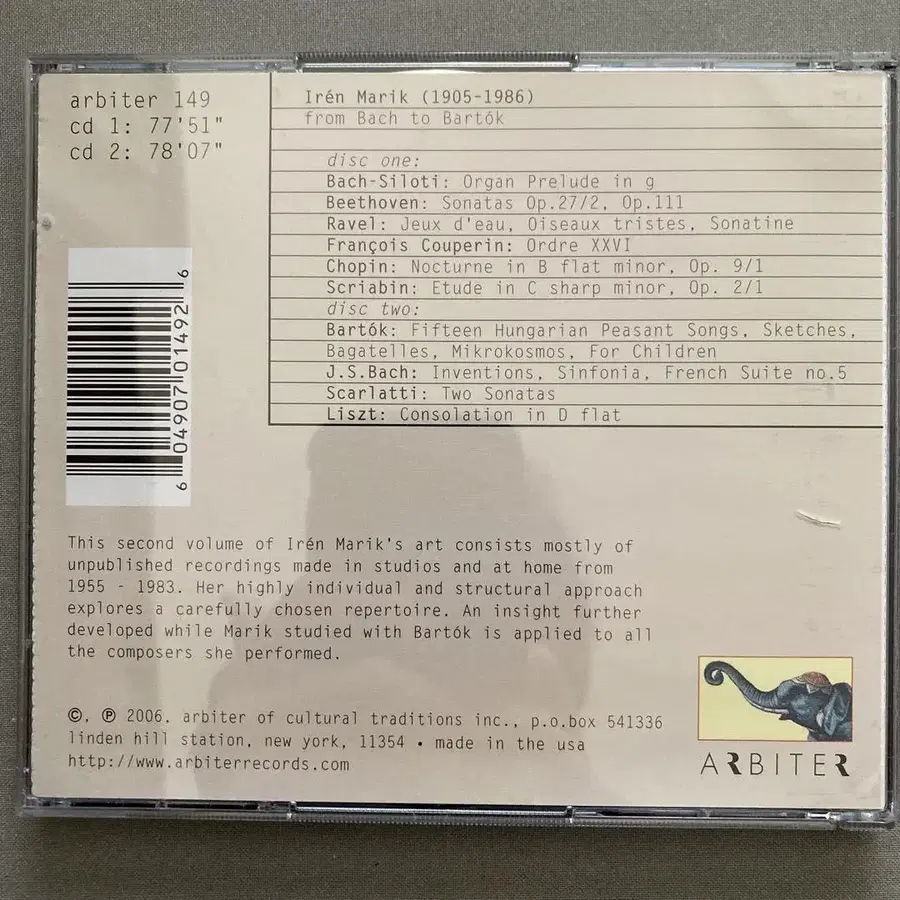 arbiter 149
cd 1: 77'51"
cd 2: 78'07"
Irén Marik (1905-1986)
from Bach to Bartók
disc one:
Bach-Siloti: Organ Prelude in g
Beethoven: Sonatas Op.27/2, Op.111
Ravel: Jeux d'eau, Oiseaux tristes, Sonatine
François Couperin: Ordre XXVI
Chopin: Nocturne in B flat minor, Op. 9/1
Scriabin: Etude in C sharp minor, Op. 2/1
disc two:
Bartók: Fifteen Hungarian Peasant Songs, Sketches,
Bagatelles, Mikrokosmos, For Children
J.S.Bach: Inventions, Sinfonia, French Suite no.5
Scarlatti: Two Sonatas
Liszt: Consolation in D flat
6 04907 01492 6
This second volume of Irén Marik's art consists mostly of
unpublished recordings made in studios and at home from
1955 - 1983. Her highly individual and structural approach
explores a carefully chosen repertoire. An insight further
developed while Marik studied with Bartók is applied to all
the composers she performed.
©, ℗ 2006, arbiter of cultural traditions inc., p.o.box 541336
linden hill station, new york, 11354 • made in the usa
http://www.arbiterrecords.com
ARBITER